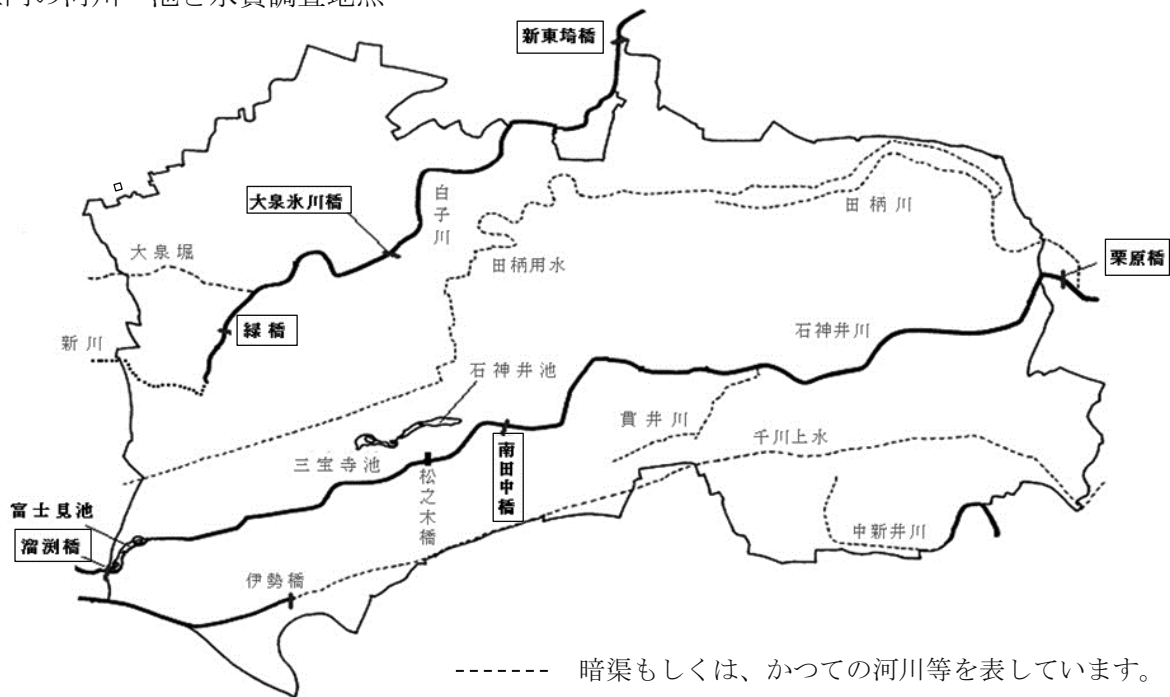 の河川 池と水質調査地点
新東埼橋
大泉氷川橋
白子川
田柄川
大泉堀
田柄用水
栗原橋
緑橋
石神井川
新川
石神井池
貫井川
千川上水
三宝寺池
松之木橋
南田中橋
富士見池
溜渕橋
中新井川
伊勢橋
------- 暗渠もしくは、かつての河川等を表しています。